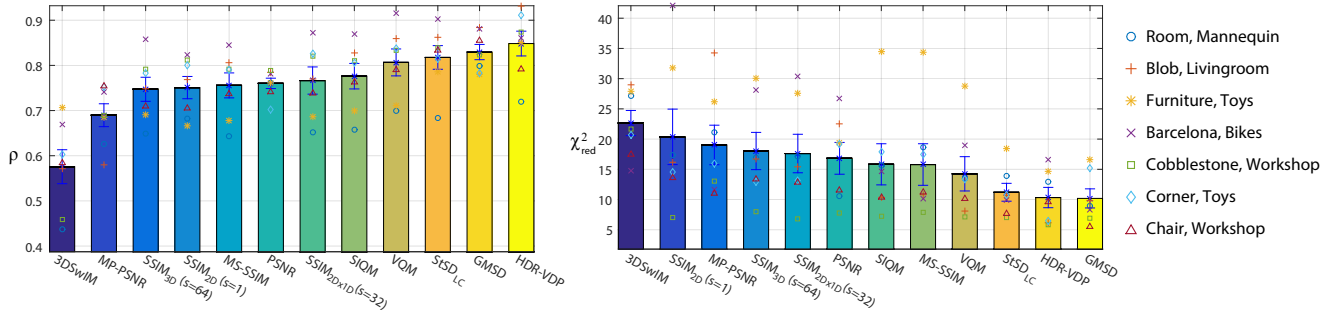 0.9
0.8
0.7
0.6
0.5
0.4
ρ
3DSwIM
MP-PSNR
SSIM3D (s=64)
SSIM2D (s=1)
MS-SSIM
PSNR
SSIM2Dx1D (s=32)
SIQM
VQM
StSDLC
GMSD
HDR-VDP
40
35
30
25
20
15
10
5
χ²red
3DSwIM
SSIM2D (s=1)
MP-PSNR
SSIM3D (s=64)
SSIM2Dx1D (s=32)
PSNR
SIQM
MS-SSIM
VQM
StSDLC
HDR-VDP
GMSD
Room, Mannequin
Blob, Livingroom
Furniture, Toys
Barcelona, Bikes
Cobblestone, Workshop
Corner, Toys
Chair, Workshop